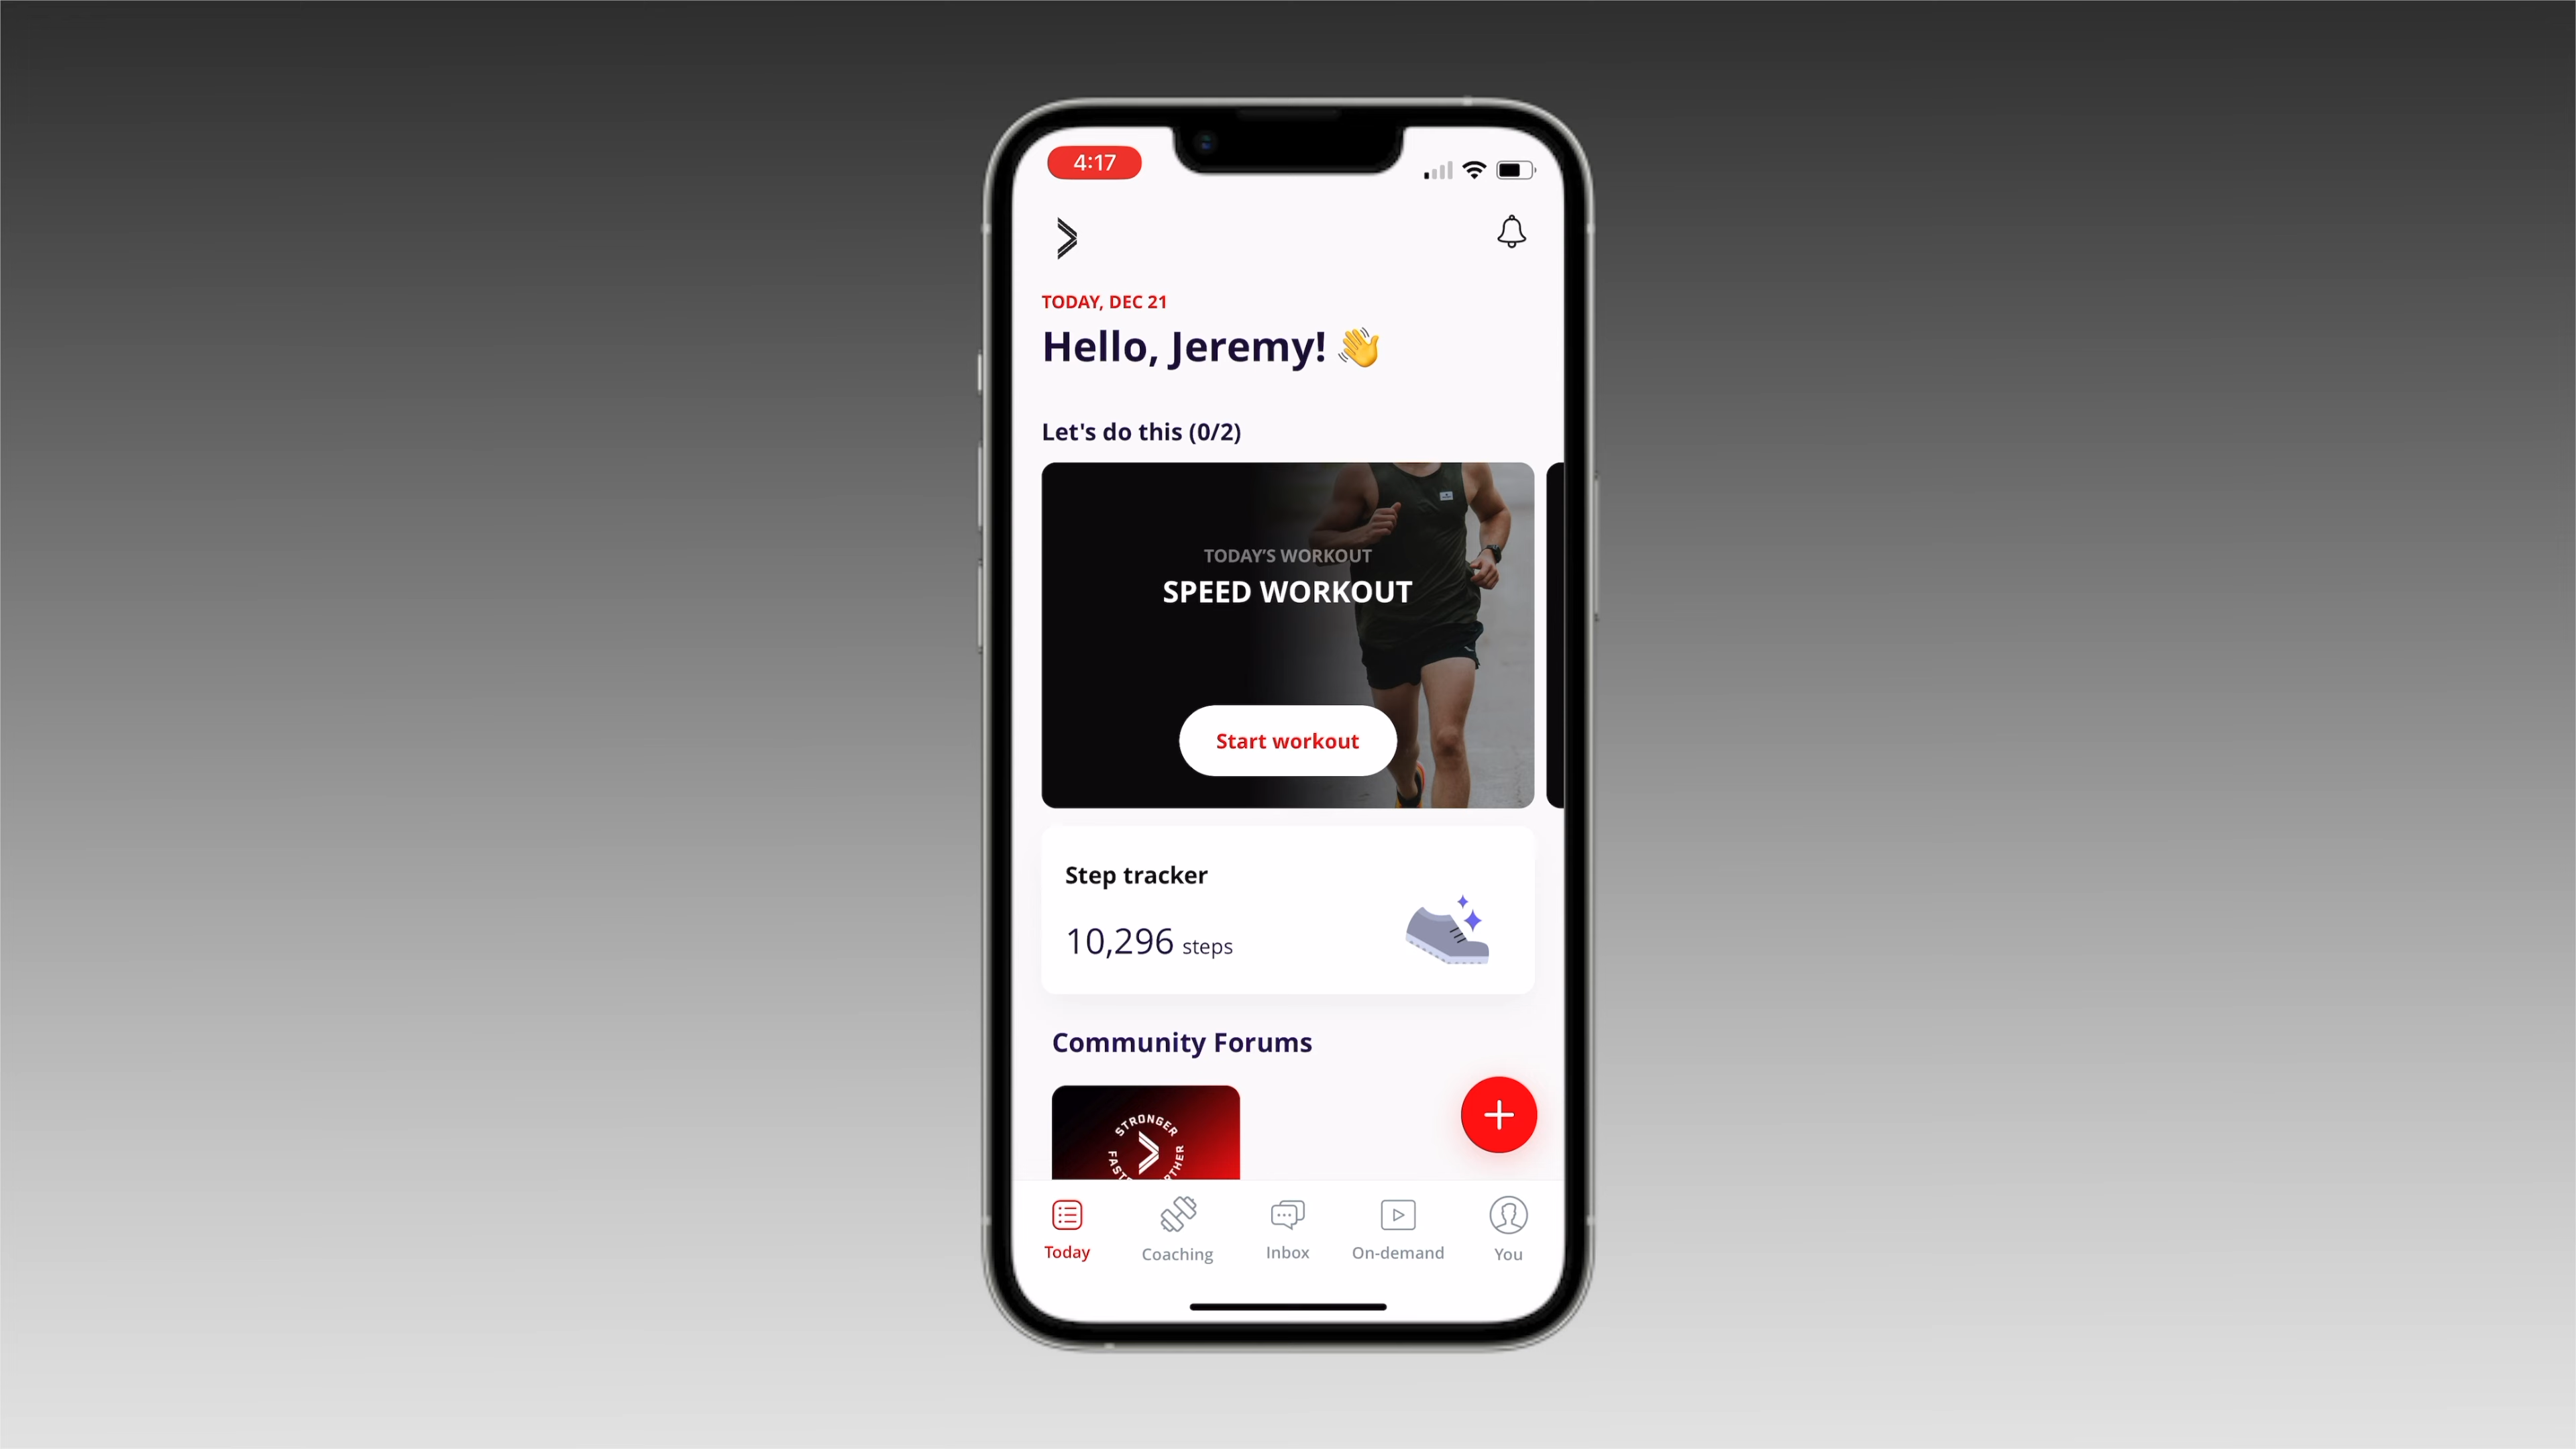 4:17
TODAY, DEC 21
Hello, Jeremy! 👋
Let's do this (0/2)
TODAY'S WORKOUT
SPEED WORKOUT
Start workout
Step tracker
10,296 steps
Community Forums
STRONGER
Today
Coaching
Inbox
On-demand
You